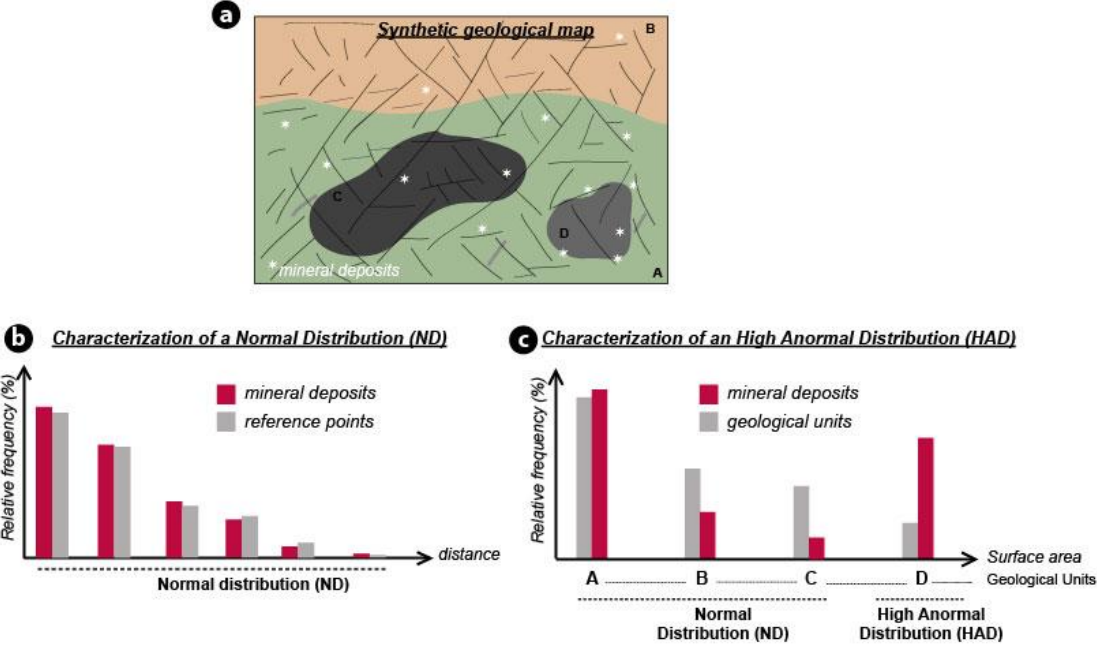 a
Synthetic geological map
B
C
D
mineral deposits
A
b
Characterization of a Normal Distribution (ND)
Relative frequency (%)
mineral deposits
reference points
distance
Normal distribution (ND)
c
Characterization of an High Anormal Distribution (HAD)
Relative frequency (%)
mineral deposits
geological units
Surface area
A B C D Geological Units
Normal
Distribution (ND)
High Anormal
Distribution (HAD)